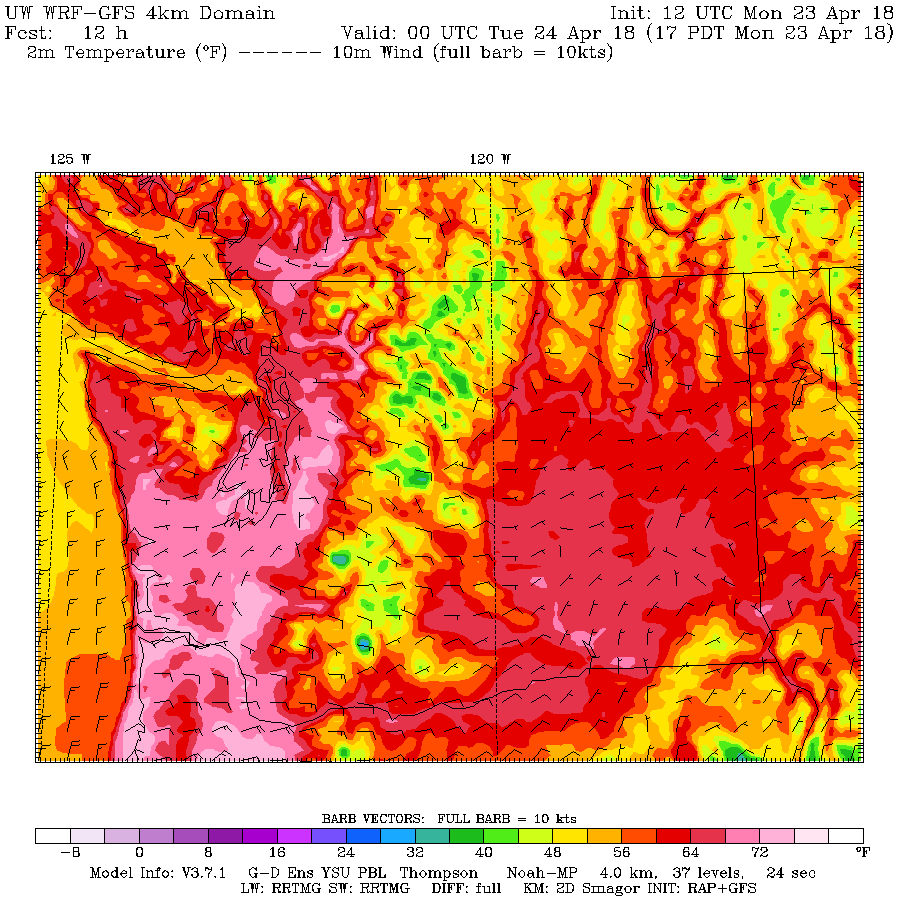 UW WRF-GFS 4km Domain Init: 12 UTC Mon 23 Apr 18
Fcst: 12 h Valid: 00 UTC Tue 24 Apr 18 (17 PDT Mon 23 Apr 18)
2m Temperature (°F) ------ 10m Wind (full barb = 10kts)
125 W 120 W
BARB VECTORS: FULL BARB = 10 kts
-8 0 8 16 24 32 40 48 56 64 72 °F
Model Info: V3.7.1 G-D Ens YSU PBL Thompson Noah-MP 4.0 km, 37 levels, 24 sec
LW: RRTMG SW: RRTMG DIFF: full KM: 2D Smagor INIT: RAP+GFS